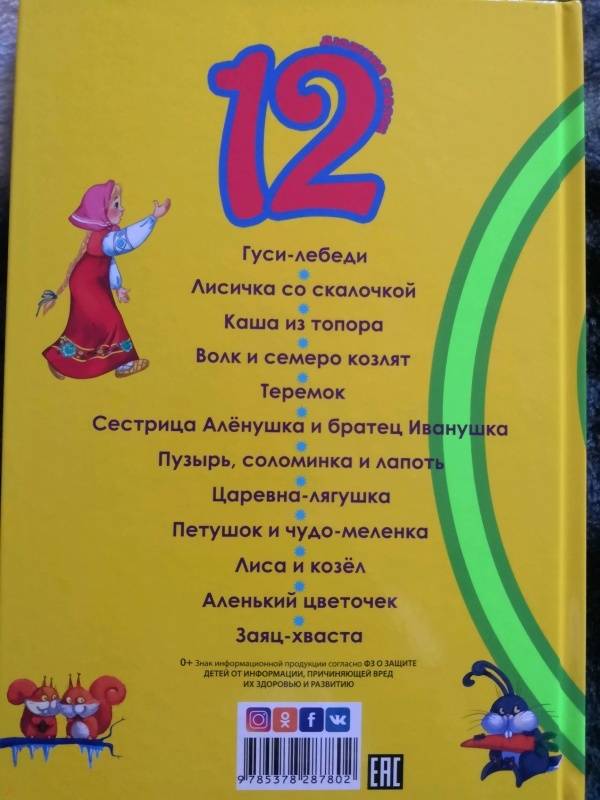 12
ДЮЖИНА СКАЗОК
Гуси-лебеди
Лисичка со скалочкой
Каша из топора
Волк и семеро козлят
Теремок
Сестрица Алёнушка и братец Иванушка
Пузырь, соломинка и лапоть
Царевна-лягушка
Петушок и чудо-меленка
Лиса и козёл
Аленький цветочек
Заяц-хваста
0+ Знак информационной продукции согласно ФЗ О ЗАЩИТЕ
ДЕТЕЙ ОТ ИНФОРМАЦИИ, ПРИЧИНЯЮЩЕЙ ВРЕД
ИХ ЗДОРОВЬЮ И РАЗВИТИЮ
9785378287802
EAC